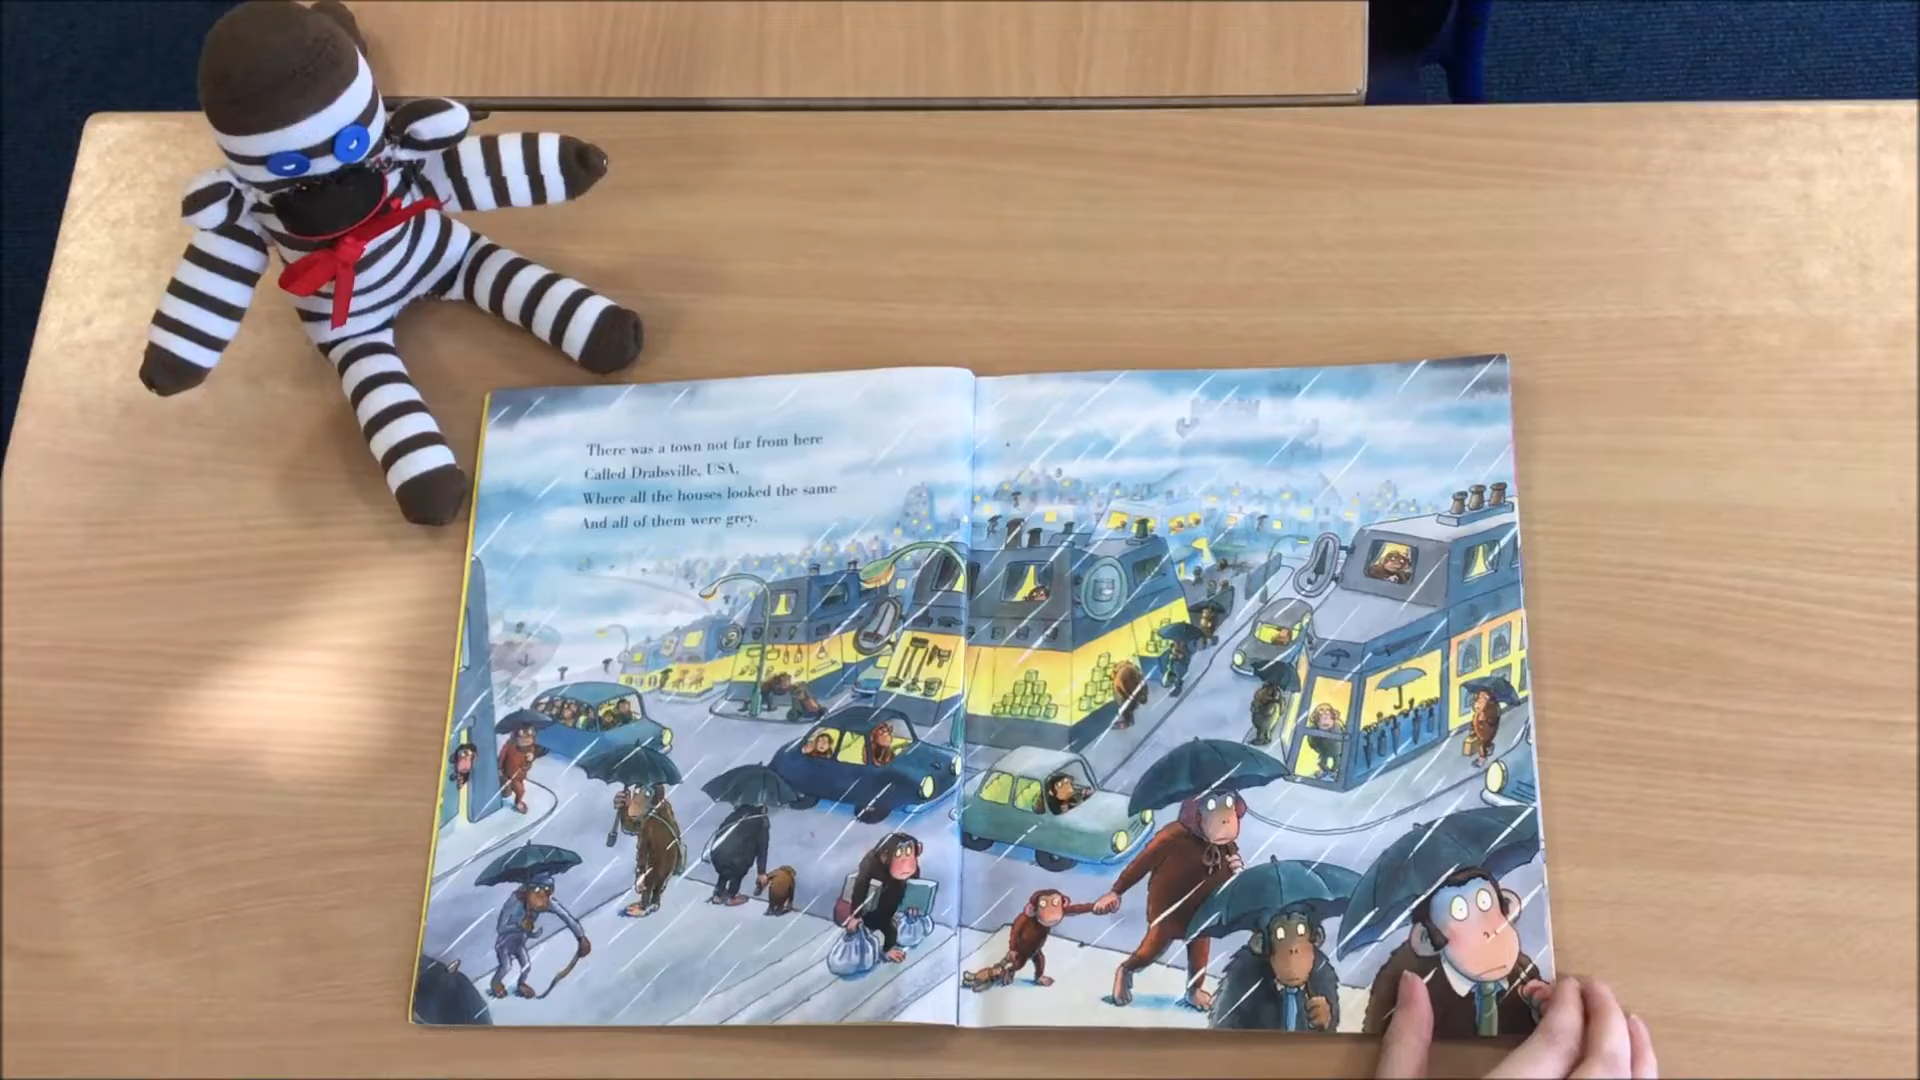 There was a town not far from here
Called Drabsville, USA,
Where all the houses looked the same
And all of them were grey.